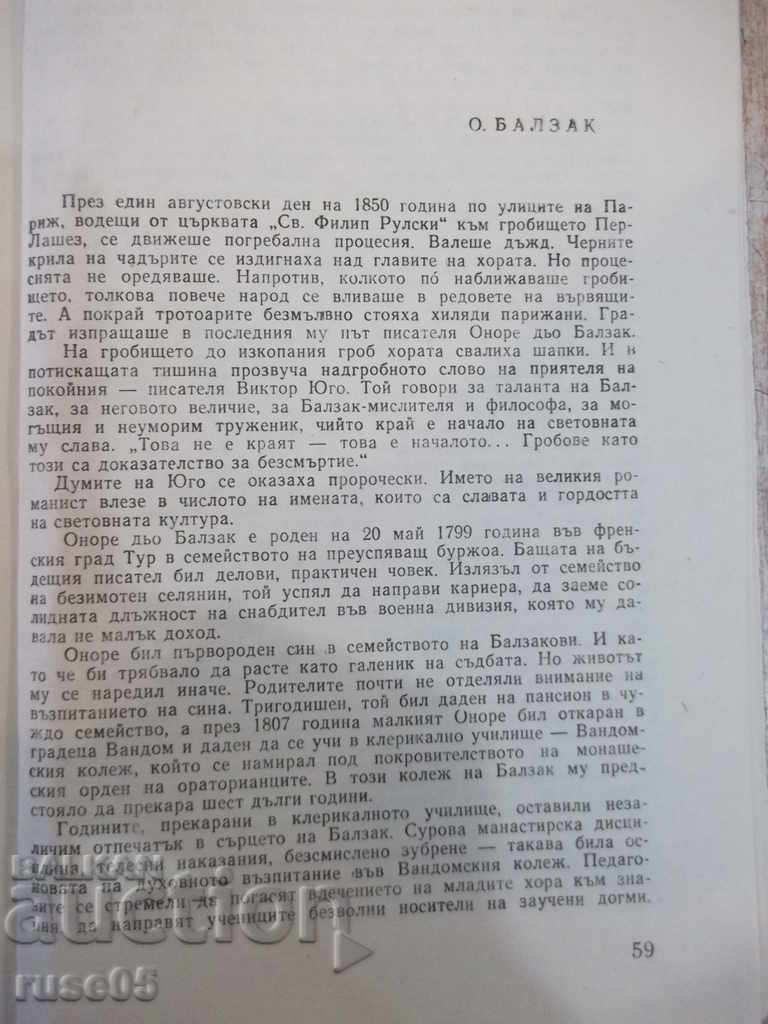 О. БАЛЗАК
През един августовски ден на 1850 година по улиците на Па-
риж, водещи от църквата „Св. Филип Рулски“ към гробището Пер-
Лашез, се движеше погребална процесия. Валеше дъжд. Черните
крила на чадърите се издигнаха над главите на хората. Но проце-
сията не оредяваше. Напротив, колкото по́ наближаваше гроби-
щето, толкова повече народ се вливаше в редовете на вървящи-
те. А покрай тротоарите безмълвно стояха хиляди парижани. Гра-
дът изпращаше в последния му път писателя Оноре дьо Балзак.
На гробището до изкопания гроб хората свалиха шапки. И в
потискащата тишина прозвуча надгробното слово на приятеля на
покойния — писателя Виктор Юго. Той говори за таланта на Бал-
зак, за неговото величие, за Балзак-мислителя и философа, за мо-
гъщия и неуморим труженик, чийто край е начало на световната
му слава. „Това не е краят — това е началото... Гробове като
този са доказателство за безсмъртие.“
Думите на Юго се оказаха пророчески. Името на великия ро-
манист влезе в числото на имената, които са славата и гордостта
на световната култура.
Оноре дьо Балзак е роден на 20 май 1799 година във френ-
ския град Тур в семейството на преуспяващ буржоа. Бащата на бъ-
дещия писател бил делови, практичен човек. Излязъл от семейство
на безимотен селянин, той успял да направи кариера, да заеме со-
лидната длъжност на снабдител във военна дивизия, която му да-
вала не малък доход.
Оноре бил първороден син в семейството на Балзакови. И ка-
то че би трябвало да расте като галеник на съдбата. Но животът
му се наредил иначе. Родителите почти не отделяли внимание на
възпитанието на сина. Тригодишен, той бил даден на пансион в чу-
ждо семейство, а през 1807 година малкият Оноре бил откаран в
градеца Вандом и даден да се учи в клерикално училище — Вандом-
ския колеж, който се намирал под покровителството на монаше-
ския орден на ораторианците. В този колеж на Балзак му пред-
стояло да прекара шест дълги години.
Годините, прекарани в клерикалното училище, оставили неза-
личим отпечатък в сърцето на Балзак. Сурова манастирска дисци-
плина, телесни наказания, безсмислено зубрене — такава била ос-
новата на духовното възпитание във Вандомския колеж. Педаго-
зите се стремели да погасят влечението на младите хора към зна-
ния да направят учениците безволни носители на заучени догми.
59
БАЛКАН
auction
ruse05